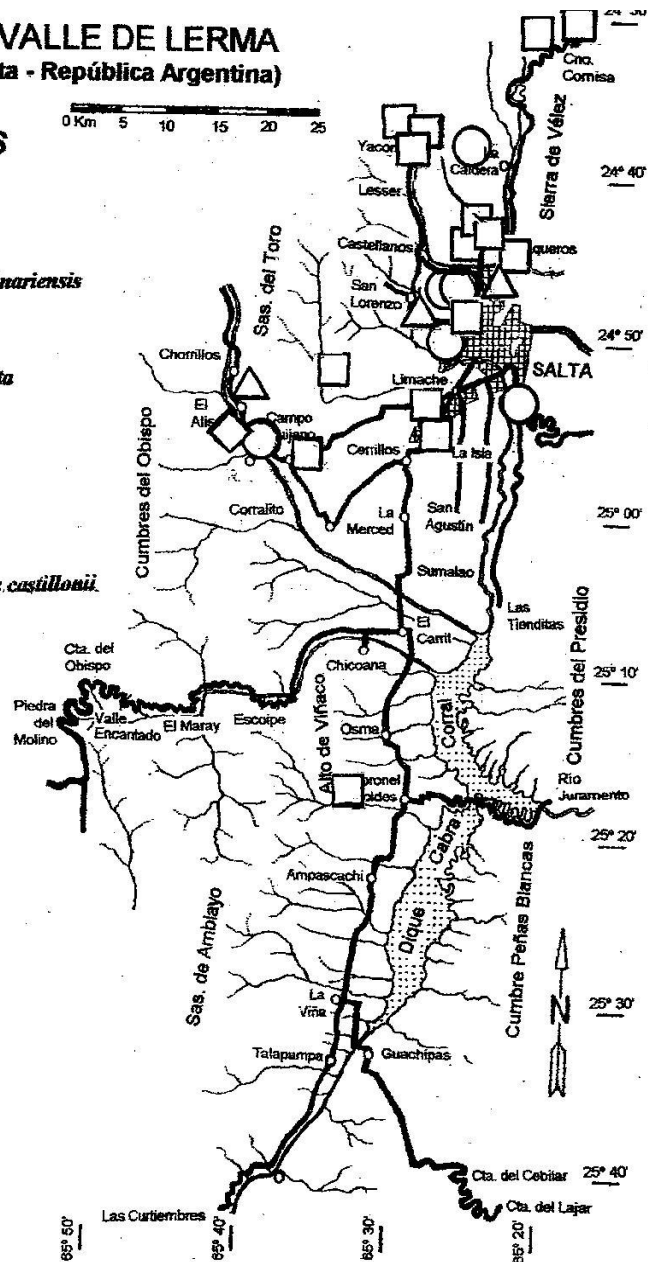 VALLE DE LERMA
ta - República Argentina)
0 Km 5 10 15 20 25
S
Cno.
Cornisa
Sierra de Vélez
24° 40'
Yacon
Caldera
Lesser
nariensis
Castellanos
queros
Sas. del Toro
San
Lorenzo
24° 50'
Chorrillos
ta
SALTA
Limache
El
Alis
Campo
uijano
Cerrillos
La Isla
Cumbres del Obispo
Corralito
La
Merced
San
Agustín
25° 00'
Sumalao
castillonii
Las
Tienditas
El
Carril
Cta. del
Obispo
Chicoana
25° 10'
Cumbres del Presidio
Piedra
del
Molino
Valle
Encantado
El Maray
Escoipe
Osma
Corral
Alto de Viñaco
oronel
oldes
Río
Juramento
25° 20'
Cabra
Ampascachi
Sas. de Amblayo
Dique
Cumbre Peñas Blancas
N
25° 30'
La
Viña
Talapampa
Guachipas
Cta. del Cebilar
25° 40'
Las Curtiembres
Cta. del Lajar
65° 50'
65° 40'
65° 30'
65° 20'